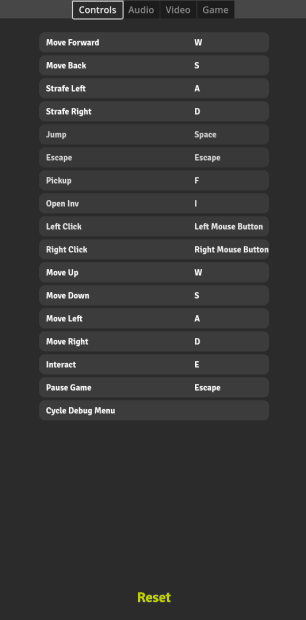 Controls Audio Video Game
Move Forward W
Move Back S
Strafe Left A
Strafe Right D
Jump Space
Escape Escape
Pickup F
Open Inv I
Left Click Left Mouse Button
Right Click Right Mouse Button
Move Up W
Move Down S
Move Left A
Move Right D
Interact E
Pause Game Escape
Cycle Debug Menu
Reset